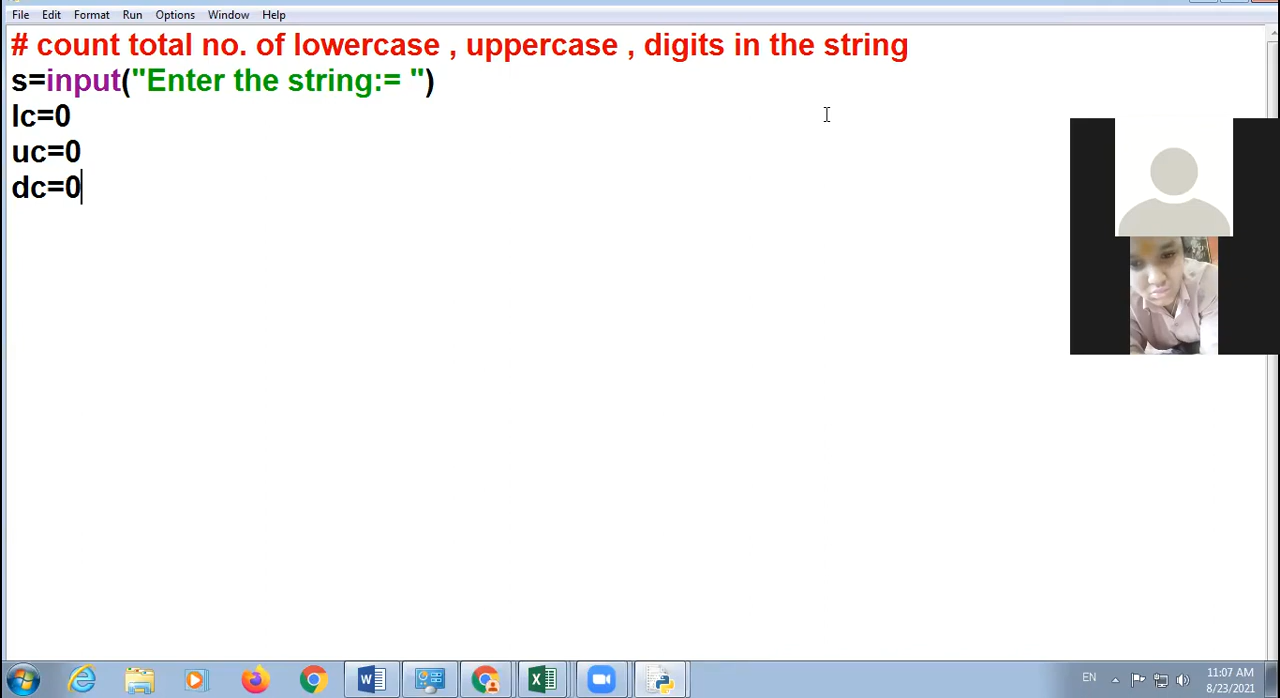 File Edit Format Run Options Window Help
# count total no. of lowercase , uppercase , digits in the string
s=input("Enter the string:= ")
lc=0
uc=0
dc=0
EN
11:07 AM
8/23/2021